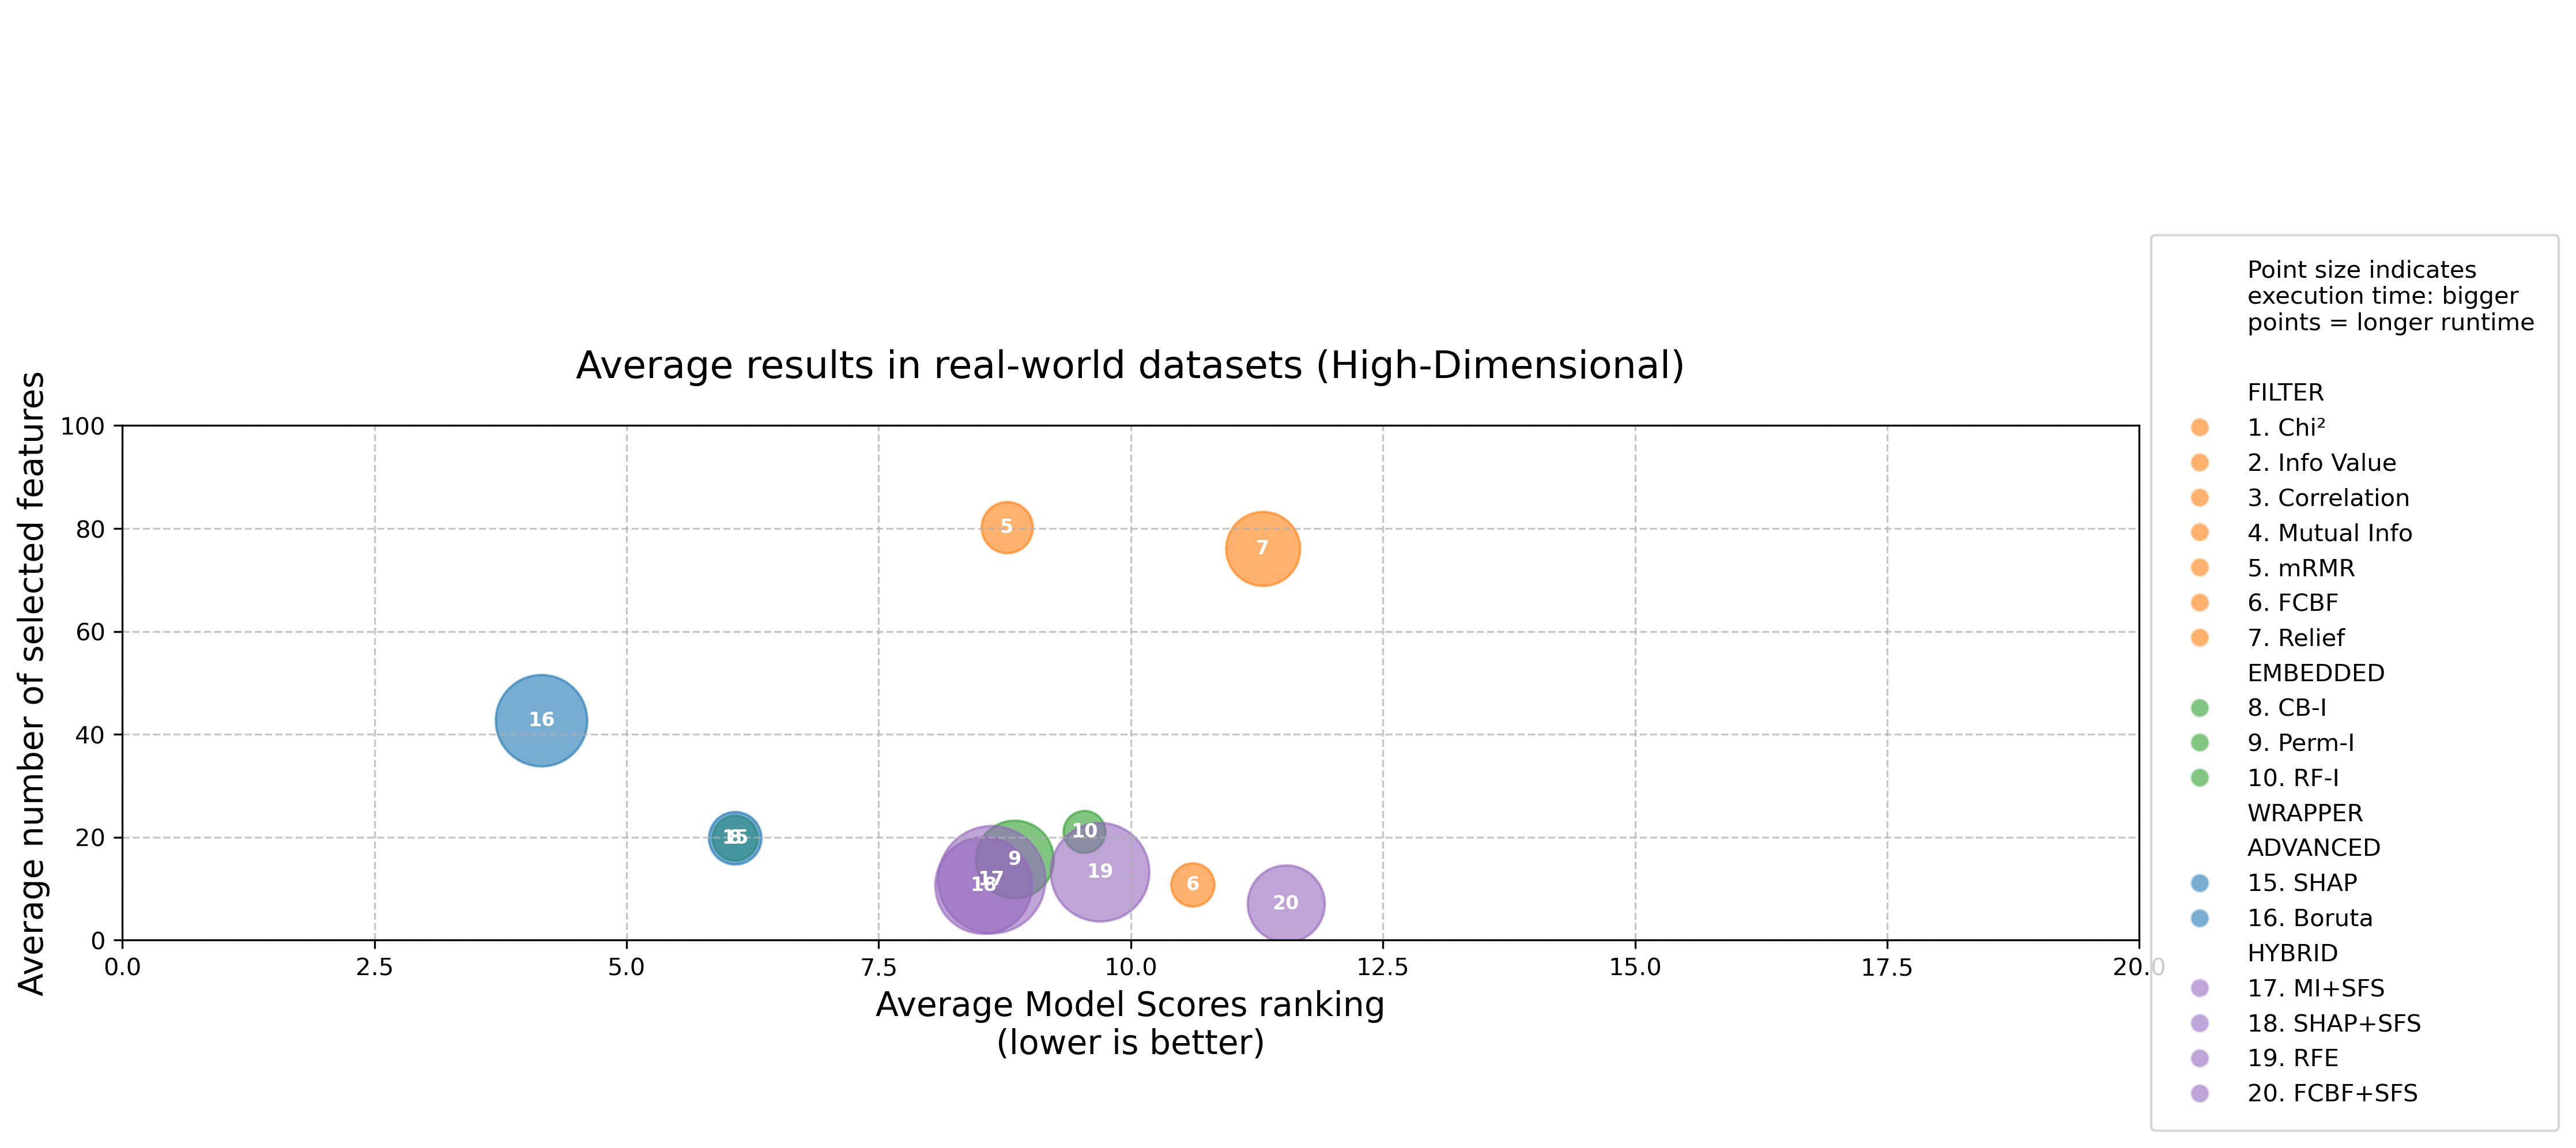 Average results in real-world datasets (High-Dimensional)
Average number of selected features
100
80
60
40
20
0
0.0
2.5
5.0
7.5
10.0
12.5
15.0
17.5
20.0
Average Model Scores ranking
(lower is better)
5
7
16
15
8
9
10
17
18
19
6
20
Point size indicates
execution time: bigger
points = longer runtime
FILTER
1. Chi²
2. Info Value
3. Correlation
4. Mutual Info
5. mRMR
6. FCBF
7. Relief
EMBEDDED
8. CB-I
9. Perm-I
10. RF-I
WRAPPER
ADVANCED
15. SHAP
16. Boruta
HYBRID
17. MI+SFS
18. SHAP+SFS
19. RFE
20. FCBF+SFS